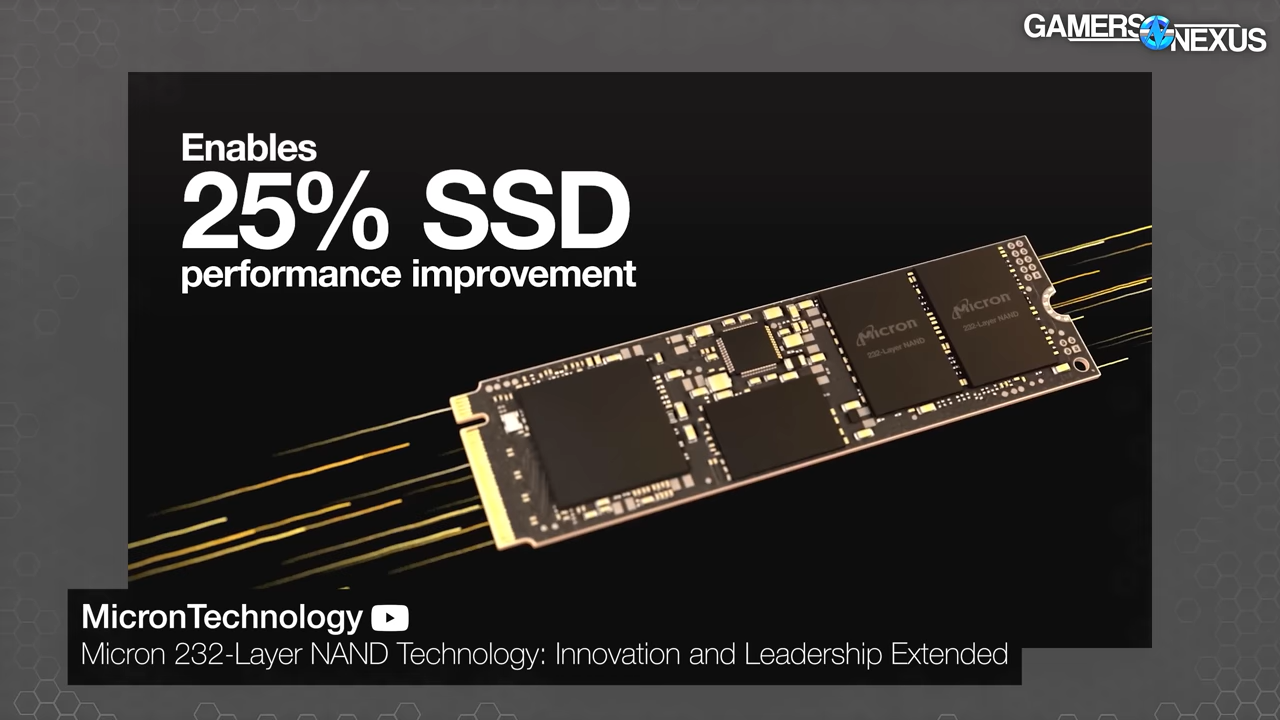 GAMERS NEXUS
Enables
25% SSD
performance improvement
Micron
232-Layer NAND
Micron
232-Layer NAND
MicronTechnology
Micron 232-Layer NAND Technology: Innovation and Leadership Extended